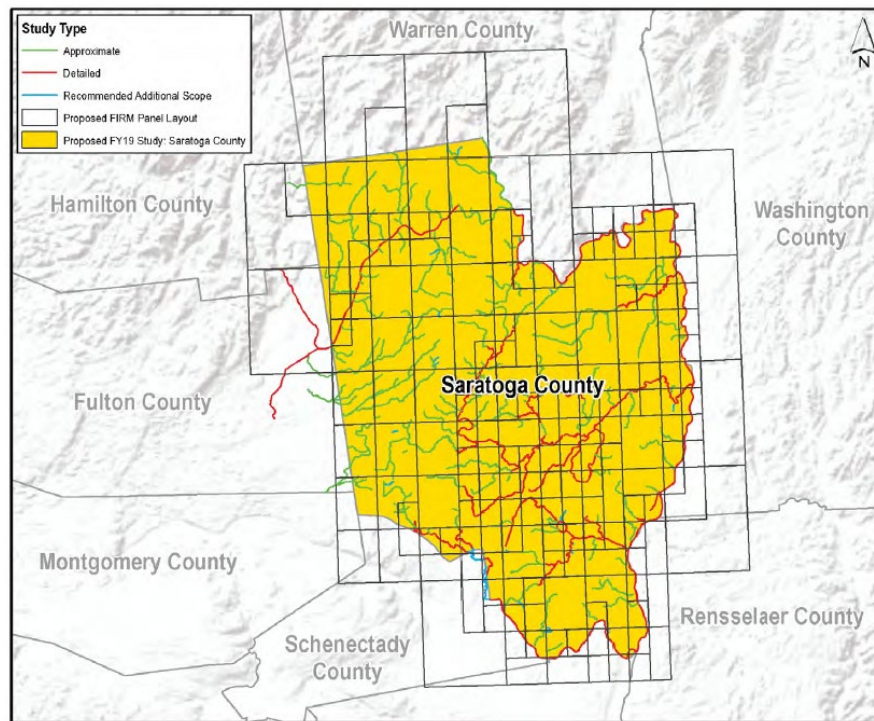 Study Type
Approximate
Detailed
Recommended Additional Scope
Proposed FIRM Panel Layout
Proposed FY19 Study: Saratoga County
Warren County
N
Hamilton County
Washington
County
Saratoga County
Fulton County
Montgomery County
Rensselaer County
Schenectady
County